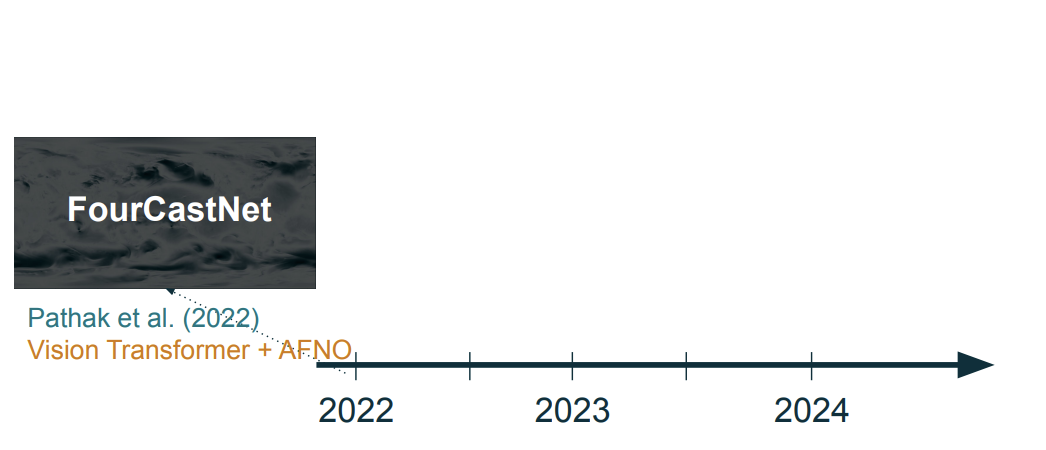 FourCastNet
Pathak et al. (2022)
Vision Transformer + AFNO
2022 2023 2024